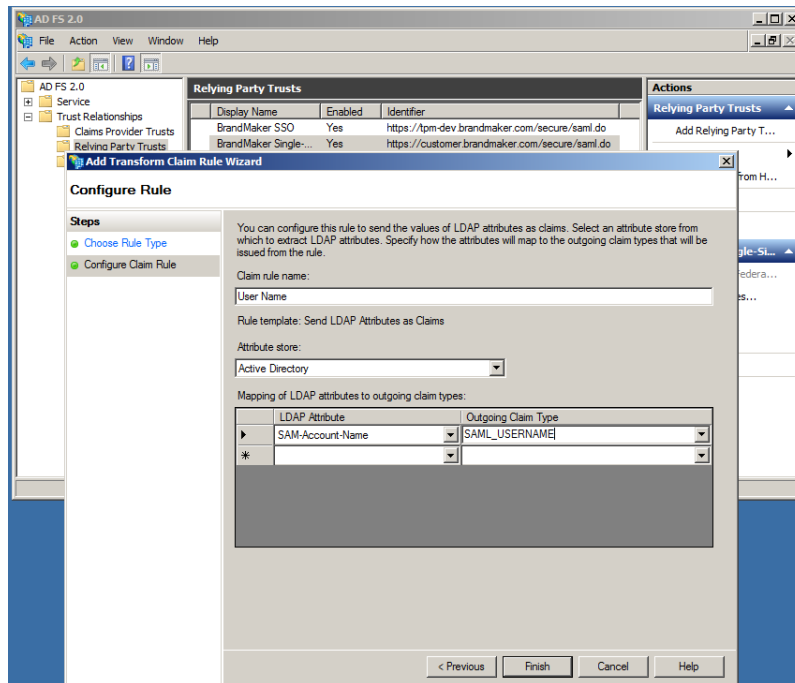 AD FS 2.0
File Action View Window Help
AD FS 2.0
Service
Trust Relationships
Claims Provider Trusts
Relying Party Trusts
Relying Party Trusts
Display Name Enabled Identifier
BrandMaker SSO Yes https://tpm-dev.brandmaker.com/secure/saml.do
BrandMaker Single-... Yes https://customer.brandmaker.com/secure/saml.do
Actions
Relying Party Trusts
Add Relying Party T...
from H...
gle-Si...
Federa...
es...
Add Transform Claim Rule Wizard
Configure Rule
Steps
Choose Rule Type
Configure Claim Rule
You can configure this rule to send the values of LDAP attributes as claims. Select an attribute store from
which to extract LDAP attributes. Specify how the attributes will map to the outgoing claim types that will be
issued from the rule.
Claim rule name:
User Name
Rule template: Send LDAP Attributes as Claims
Attribute store:
Active Directory
Mapping of LDAP attributes to outgoing claim types:
LDAP Attribute Outgoing Claim Type
SAM-Account-Name SAML_USERNAME
< Previous Finish Cancel Help